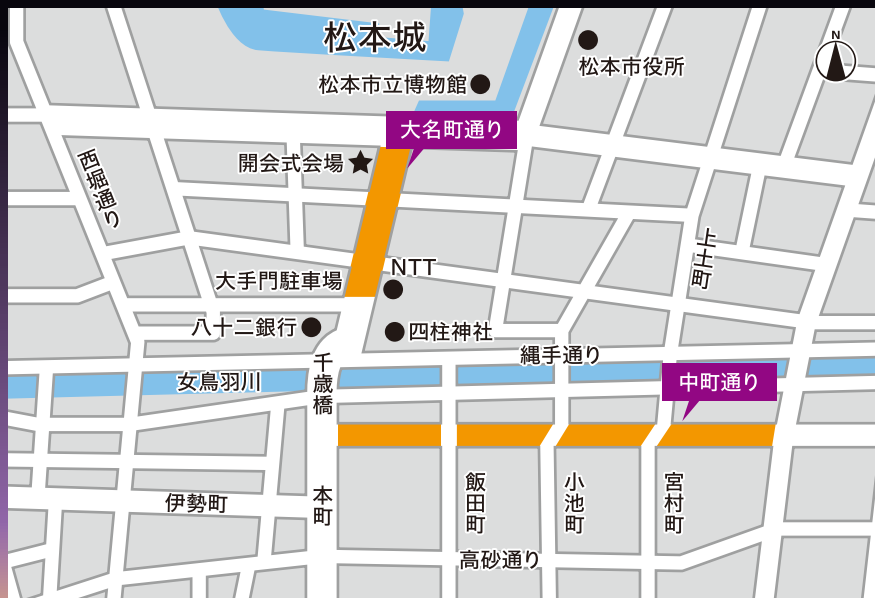 松本城
N
松本市役所
松本市立博物館
大名町通り
開会式会場
西堀通り
上土町
NTT
大手門駐車場
八十二銀行
四柱神社
縄手通り
千歳橋
女鳥羽川
中町通り
飯田町
小池町
宮村町
本町
伊勢町
高砂通り